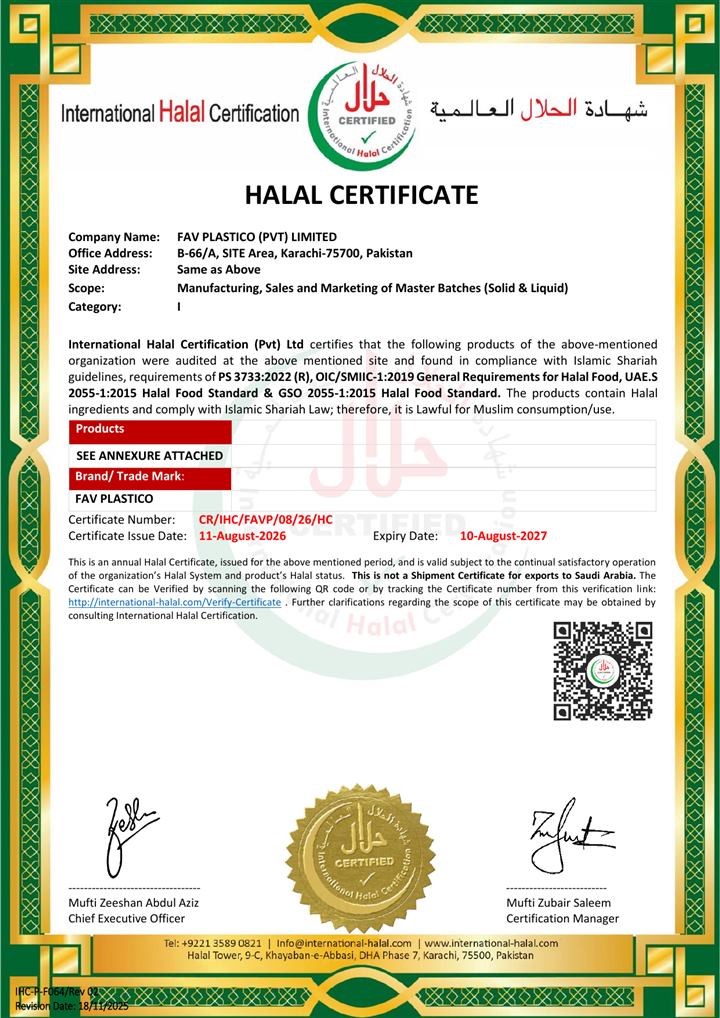 International Halal Certification
حلال
CERTIFIED
شهادة الحلال العالمية
International Halal Certification
شهادة الحلال العالمية
HALAL CERTIFICATE
Company Name: FAV PLASTICO (PVT) LIMITED
Office Address: B-66/A, SITE Area, Karachi-75700, Pakistan
Site Address: Same as Above
Scope: Manufacturing, Sales and Marketing of Master Batches (Solid & Liquid)
Category: I
International Halal Certification (Pvt) Ltd certifies that the following products of the above-mentioned
organization were audited at the above mentioned site and found in compliance with Islamic Shariah
guidelines, requirements of PS 3733:2022 (R), OIC/SMIIC-1:2019 General Requirements for Halal Food, UAE.S
2055-1:2015 Halal Food Standard & GSO 2055-1:2015 Halal Food Standard. The products contain Halal
ingredients and comply with Islamic Shariah Law; therefore, it is Lawful for Muslim consumption/use.
Products
SEE ANNEXURE ATTACHED
Brand/ Trade Mark:
FAV PLASTICO
Certificate Number: CR/IHC/FAVP/08/26/HC
Certificate Issue Date: 11-August-2026 Expiry Date: 10-August-2027
This is an annual Halal Certificate, issued for the above mentioned period, and is valid subject to the continual satisfactory operation
of the organization's Halal System and product's Halal status. This is not a Shipment Certificate for exports to Saudi Arabia. The
Certificate can be Verified by scanning the following QR code or by tracking the Certificate number from this verification link:
http://international-halal.com/Verify-Certificate . Further clarifications regarding the scope of this certificate may be obtained by
consulting International Halal Certification.
شهادة الحلال العالمية
حلال
CERTIFIED
International Halal Certification
Mufti Zeeshan Abdul Aziz
Chief Executive Officer
Mufti Zubair Saleem
Certification Manager
Tel: +9221 3589 0821 | Info@international-halal.com | www.international-halal.com
Halal Tower, 9-C, Khayaban-e-Abbasi, DHA Phase 7, Karachi, 75500, Pakistan
IHC-P-F064/Rev 02
Revision Date: 18/11/2025